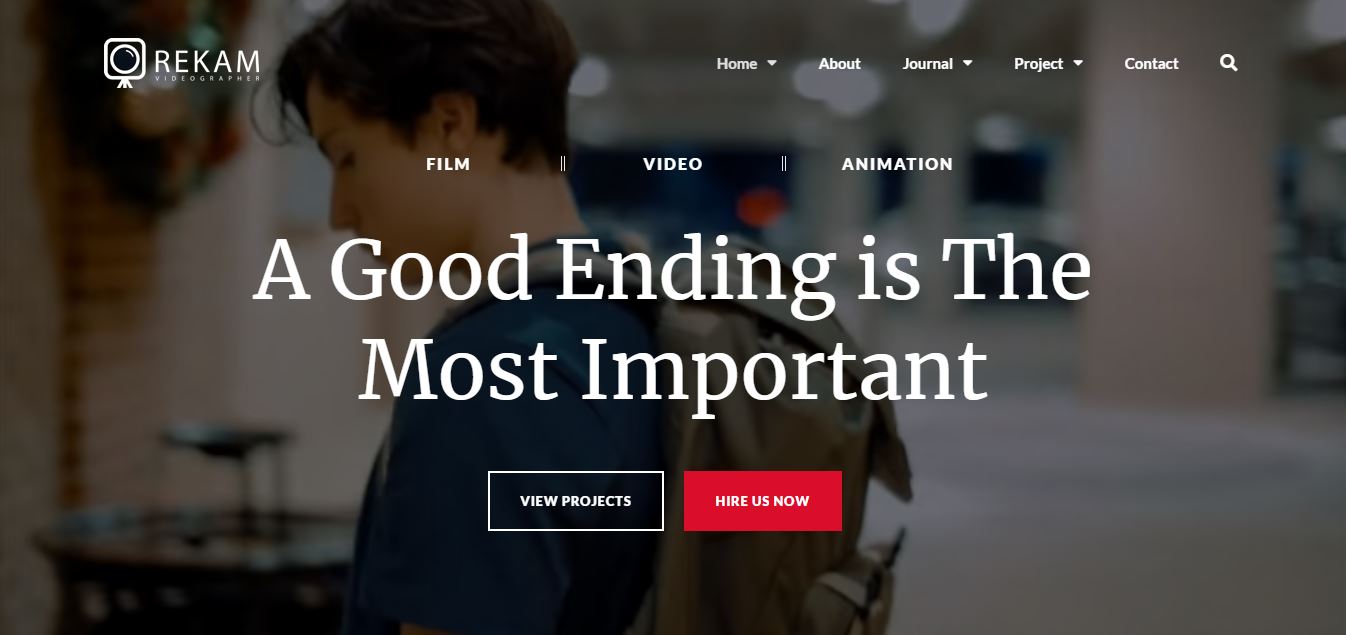 REKAM
VIDEOGRAPHER
Home About Journal Project Contact
FILM || VIDEO || ANIMATION
A Good Ending is The
Most Important
VIEW PROJECTS HIRE US NOW